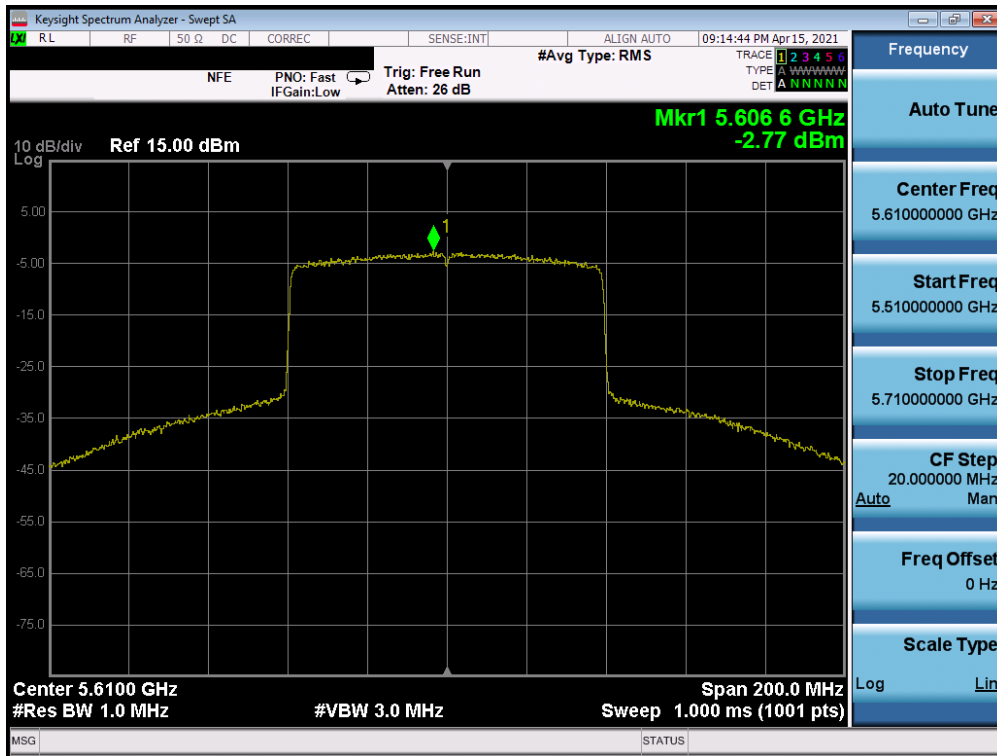 Keysight Spectrum Analyzer - Swept SA
LXI RL RF 50 Ω DC CORREC SENSE:INT ALIGN AUTO 09:14:44 PM Apr 15, 2021
NFE PNO: Fast IFGain:Low Trig: Free Run Atten: 26 dB #Avg Type: RMS
TRACE 1 2 3 4 5 6
TYPE A WWWWWW
DET A N N N N N
Mkr1 5.606 6 GHz
-2.77 dBm
10 dB/div Ref 15.00 dBm
Log
1
5.00
-5.00
-15.0
-25.0
-35.0
-45.0
-55.0
-65.0
-75.0
Center 5.6100 GHz Span 200.0 MHz
#Res BW 1.0 MHz #VBW 3.0 MHz Sweep 1.000 ms (1001 pts)
MSG STATUS
Frequency
Auto Tune
Center Freq
5.610000000 GHz
Start Freq
5.510000000 GHz
Stop Freq
5.710000000 GHz
CF Step
20.000000 MHz
Auto Man
Freq Offset
0 Hz
Scale Type
Log Lin